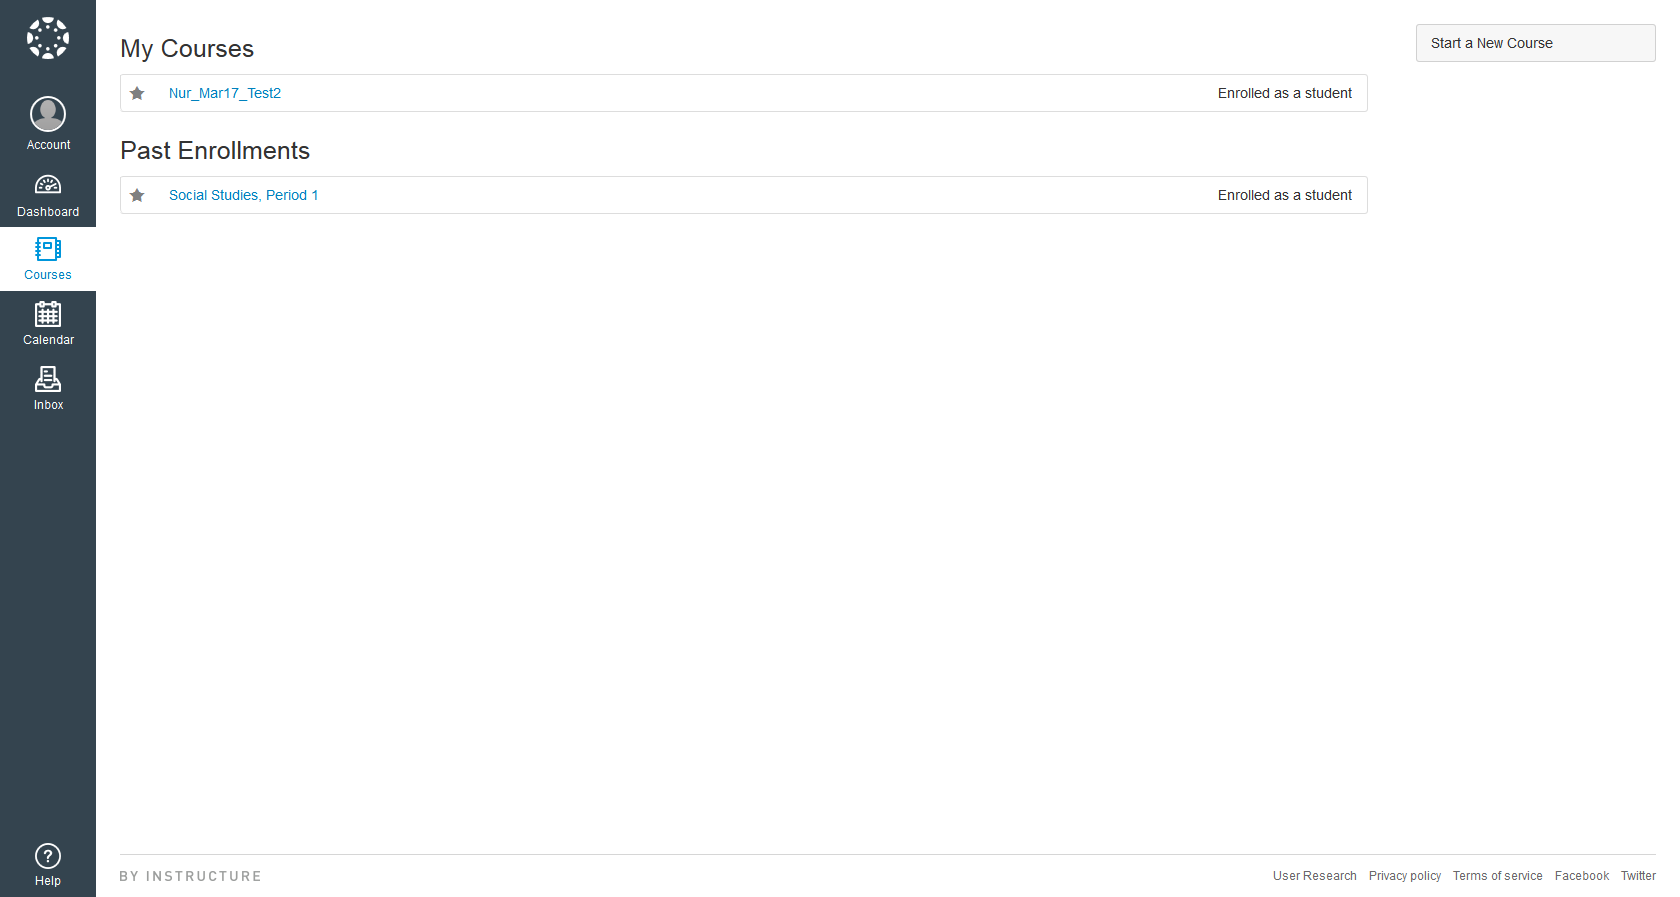 Account
Dashboard
Courses
Calendar
Inbox
Help
My Courses
Nur_Mar17_Test2 Enrolled as a student
Past Enrollments
Social Studies, Period 1 Enrolled as a student
Start a New Course
BY INSTRUCTURE
User Research Privacy policy Terms of service Facebook Twitter